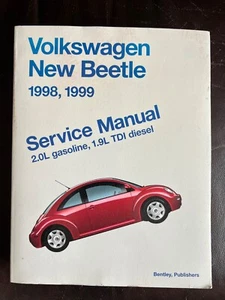 Volkswagen
New Beetle
1998, 1999
Service Manual
2.0L gasoline, 1.9L TDI diesel
Bentley, Publishers